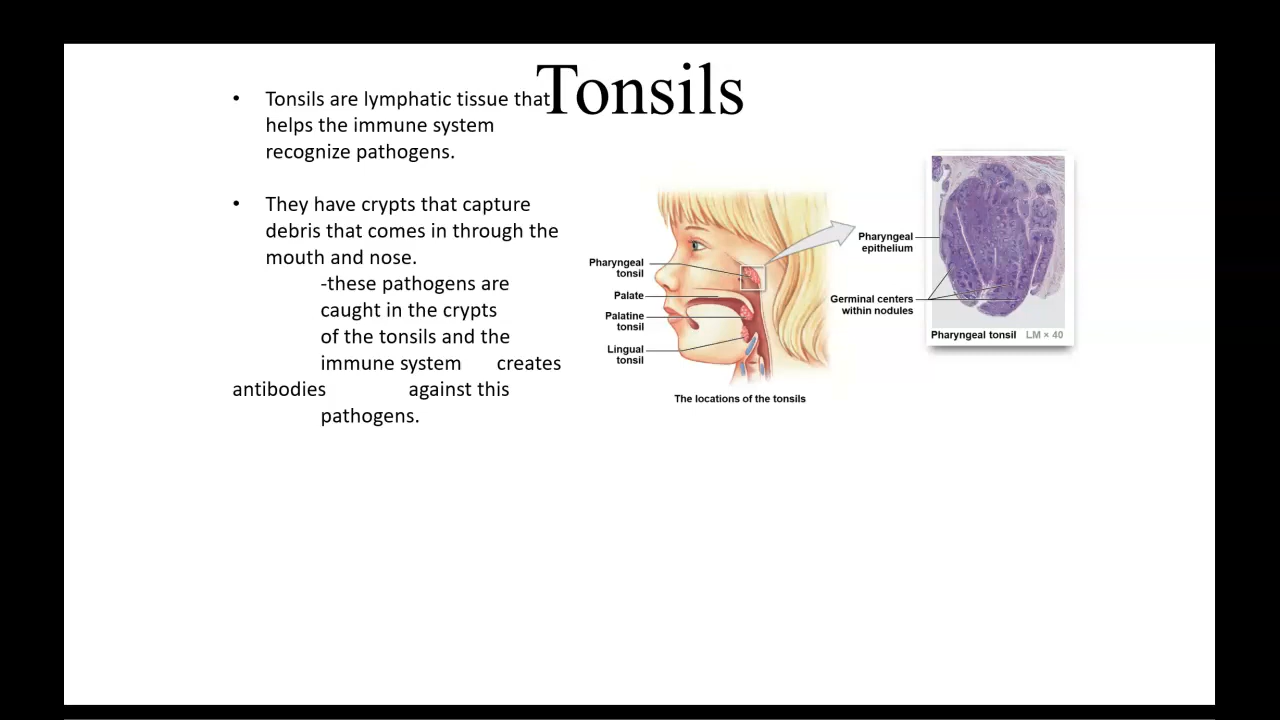 Tonsils
• Tonsils are lymphatic tissue that
helps the immune system
recognize pathogens.
• They have crypts that capture
debris that comes in through the
mouth and nose.
-these pathogens are
caught in the crypts
of the tonsils and the
immune system creates
antibodies against this
pathogens.
Pharyngeal
tonsil
Palate
Palatine
tonsil
Lingual
tonsil
The locations of the tonsils
Pharyngeal
epithelium
Germinal centers
within nodules
Pharyngeal tonsil LM × 40